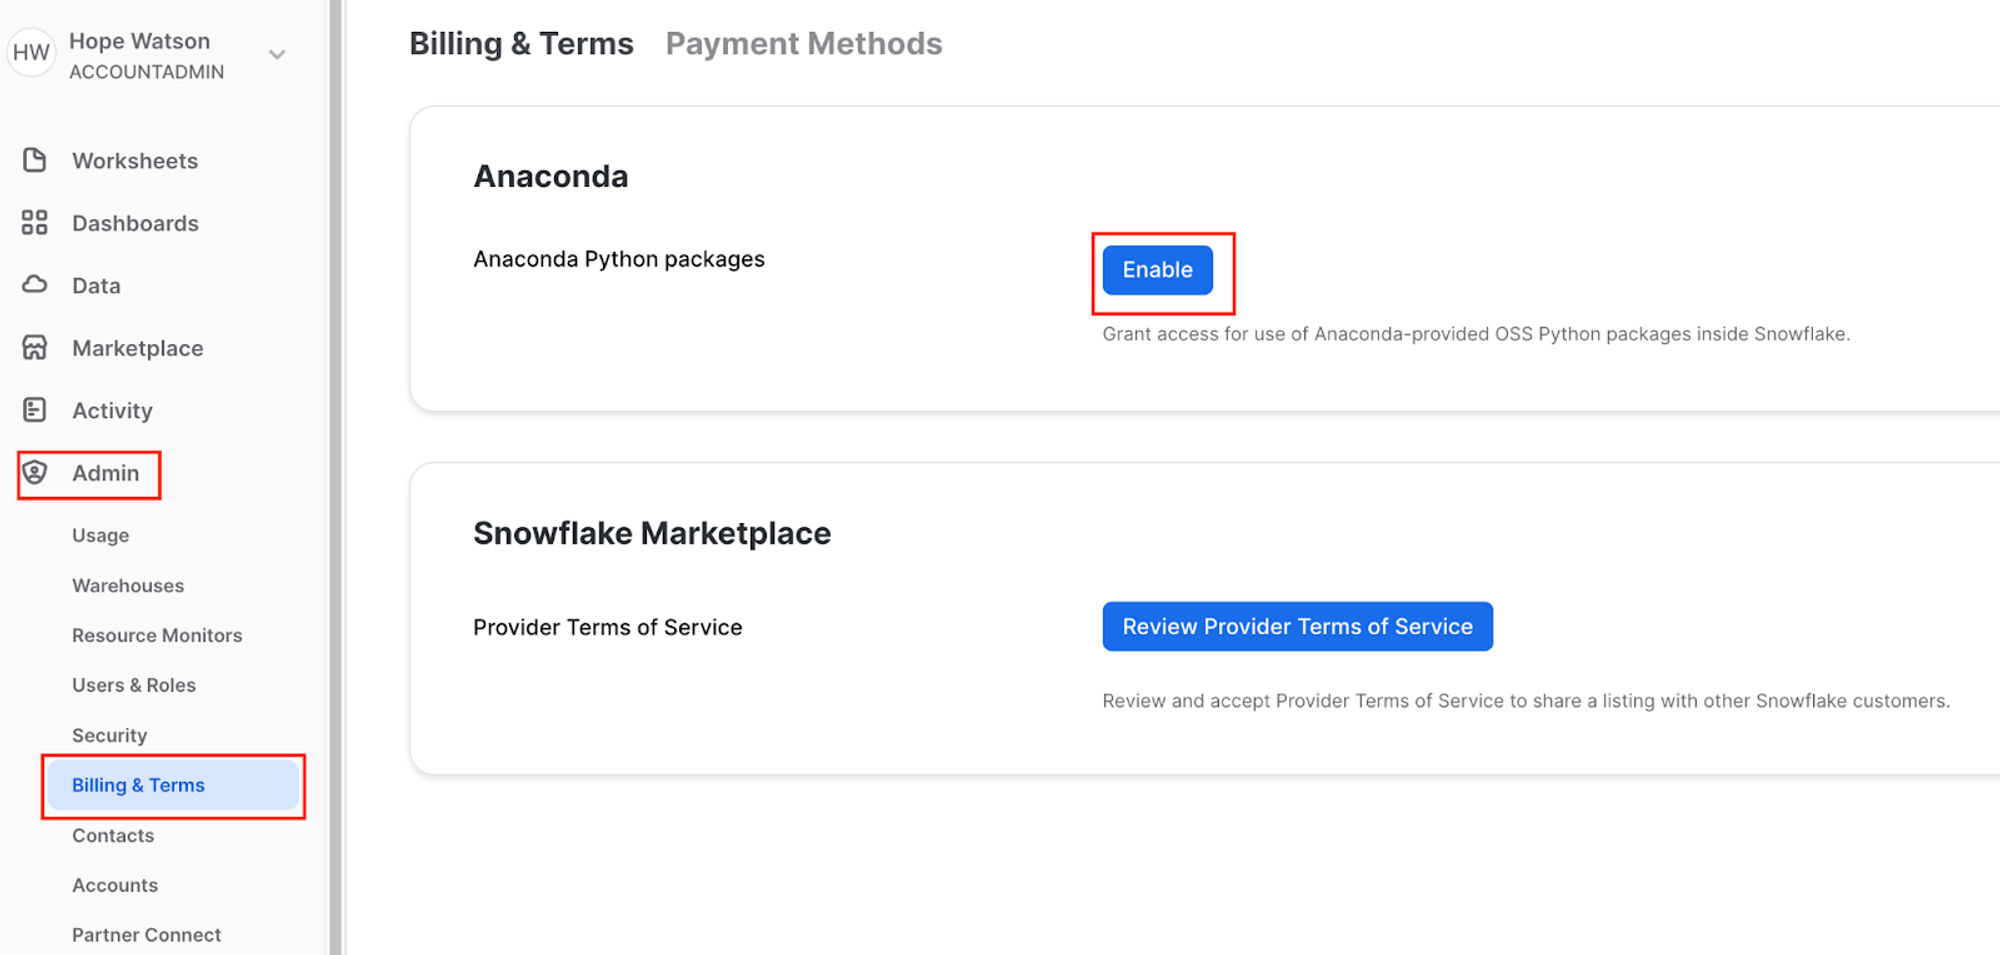 HW
Hope Watson
ACCOUNTADMIN
Worksheets
Dashboards
Data
Marketplace
Activity
Admin
Usage
Warehouses
Resource Monitors
Users & Roles
Security
Billing & Terms
Contacts
Accounts
Partner Connect
Billing & Terms Payment Methods
Anaconda
Anaconda Python packages
Enable
Grant access for use of Anaconda-provided OSS Python packages inside Snowflake.
Snowflake Marketplace
Provider Terms of Service
Review Provider Terms of Service
Review and accept Provider Terms of Service to share a listing with other Snowflake customers.